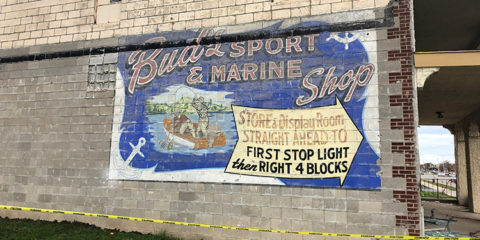 Bud's SPORT
& MARINE
Shop
STORE & Display Room
STRAIGHT AHEAD TO
FIRST STOP LIGHT
then RIGHT 4 BLOCKS